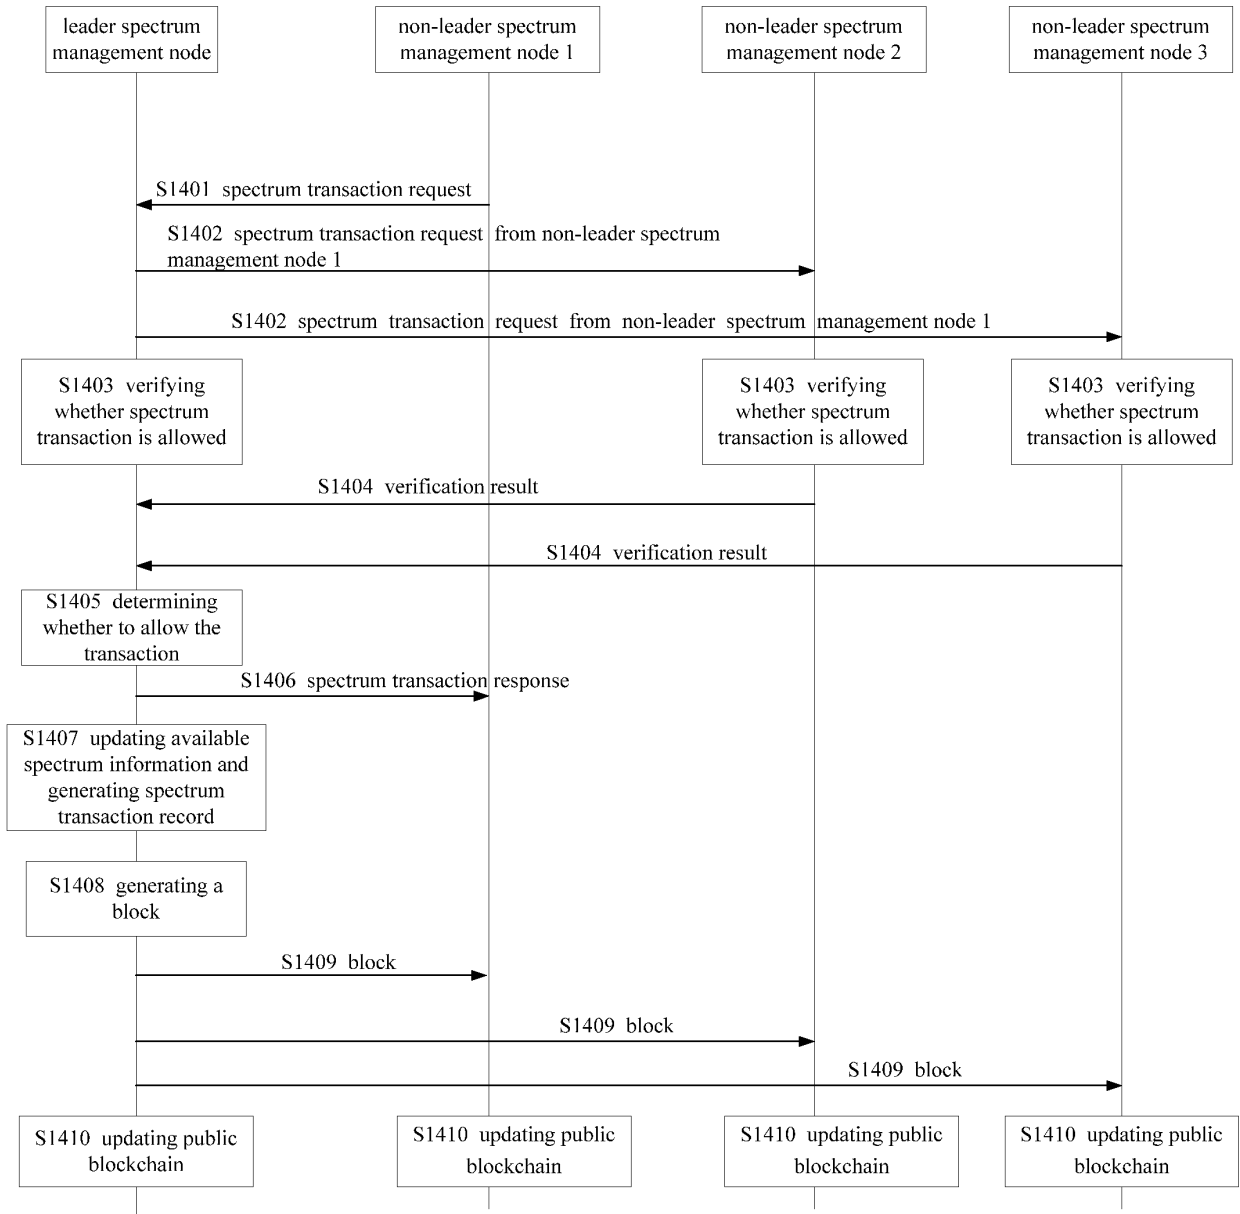 leader spectrum
management node
non-leader spectrum
management node 1
non-leader spectrum
management node 2
non-leader spectrum
management node 3
S1401 spectrum transaction request
S1402 spectrum transaction request from non-leader spectrum
management node 1
S1402 spectrum transaction request from non-leader spectrum management node 1
S1403 verifying
whether spectrum
transaction is allowed
S1403 verifying
whether spectrum
transaction is allowed
S1403 verifying
whether spectrum
transaction is allowed
S1404 verification result
S1404 verification result
S1405 determining
whether to allow the
transaction
S1406 spectrum transaction response
S1407 updating available
spectrum information and
generating spectrum
transaction record
S1408 generating a
block
S1409 block
S1409 block
S1409 block
S1410 updating public
blockchain
S1410 updating public
blockchain
S1410 updating public
blockchain
S1410 updating public
blockchain